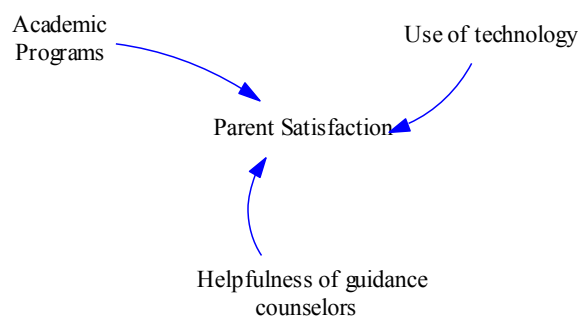 Academic
Programs
Use of technology
Parent Satisfaction
Helpfulness of guidance
counselors